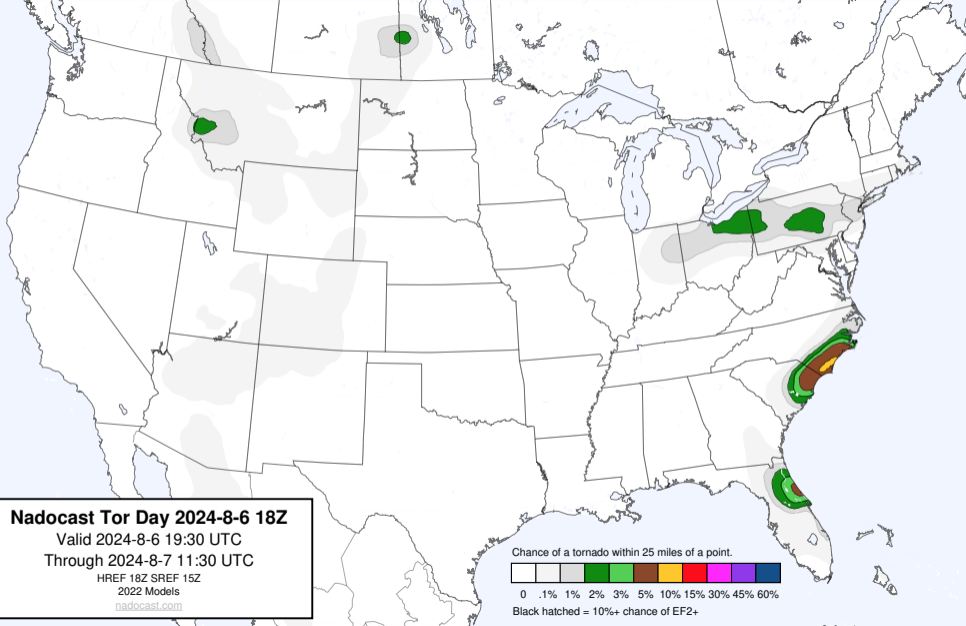 Nadocast Tor Day 2024-8-6 18Z
Valid 2024-8-6 19:30 UTC
Through 2024-8-7 11:30 UTC
HREF 18Z SREF 15Z
2022 Models
nadocast.com
Chance of a tornado within 25 miles of a point.
0 .1% 1% 2% 3% 5% 10% 15% 30% 45% 60%
Black hatched = 10%+ chance of EF2+